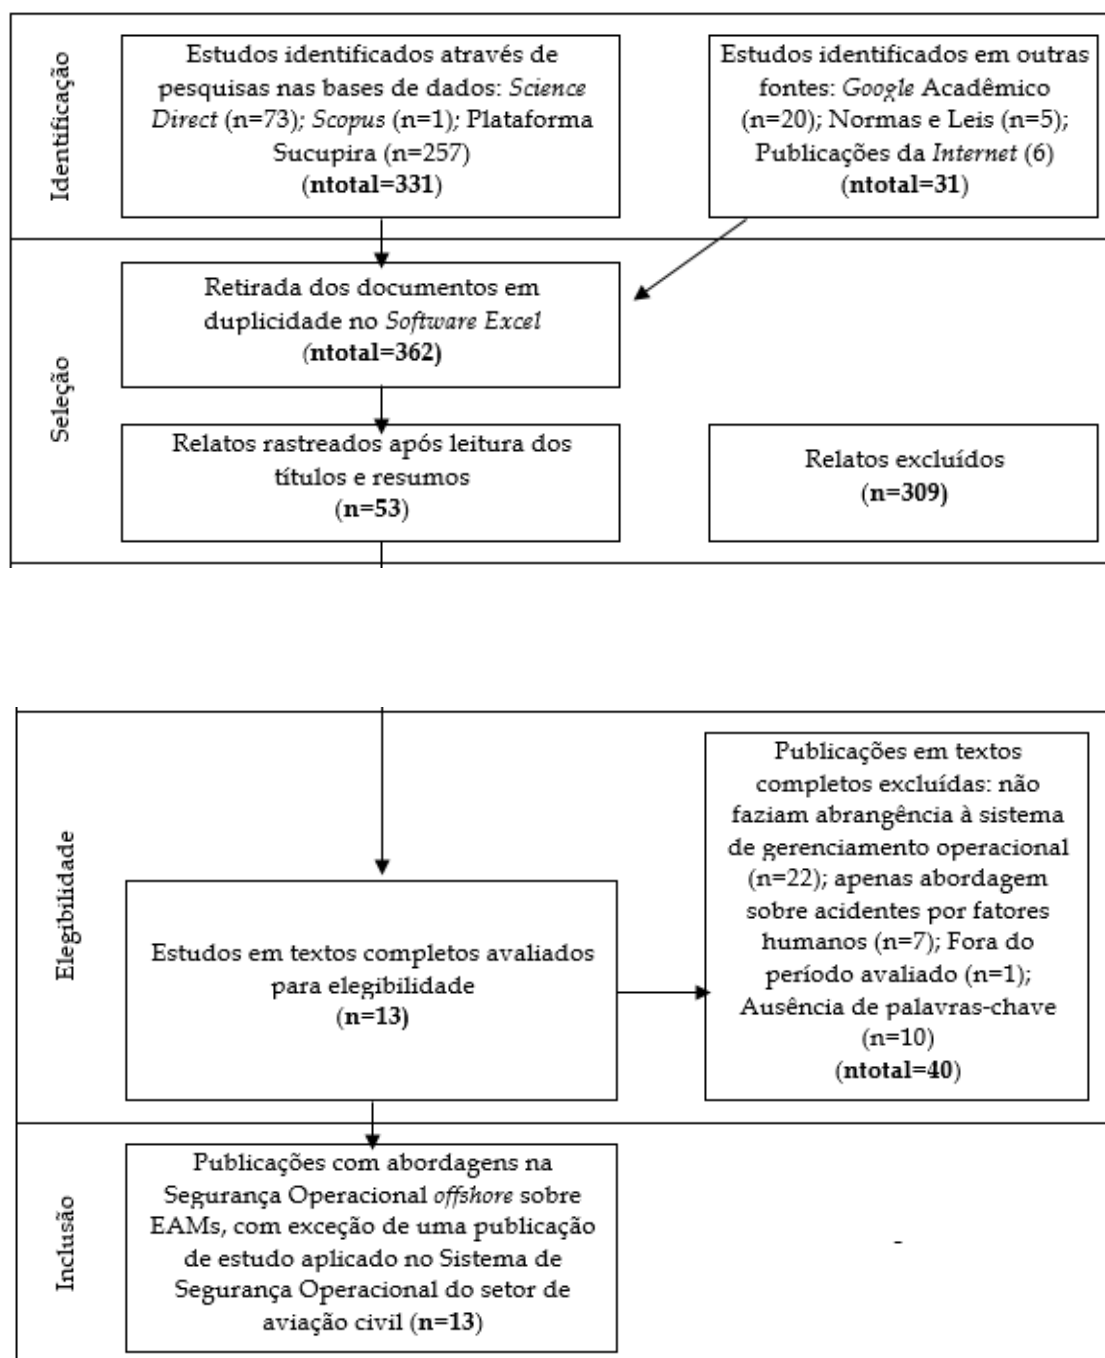 Identificação
Estudos identificados através de
pesquisas nas bases de dados: Science
Direct (n=73); Scopus (n=1); Plataforma
Sucupira (n=257)
(ntotal=331)
Estudos identificados em outras
fontes: Google Acadêmico
(n=20); Normas e Leis (n=5);
Publicações da Internet (6)
(ntotal=31)
Seleção
Retirada dos documentos em
duplicidade no Software Excel
(ntotal=362)
Relatos rastreados após leitura dos
títulos e resumos
(n=53)
Relatos excluídos
(n=309)
Elegibilidade
Estudos em textos completos avaliados
para elegibilidade
(n=13)
Publicações em textos
completos excluídas: não
faziam abrangência à sistema
de gerenciamento operacional
(n=22); apenas abordagem
sobre acidentes por fatores
humanos (n=7); Fora do
período avaliado (n=1);
Ausência de palavras-chave
(n=10)
(ntotal=40)
Inclusão
Publicações com abordagens na
Segurança Operacional offshore sobre
EAMs, com exceção de uma publicação
de estudo aplicado no Sistema de
Segurança Operacional do setor de
aviação civil (n=13)
-